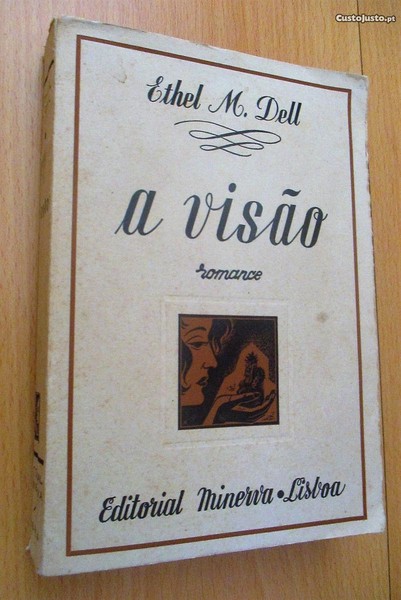 CustoJusto.pt
Ethel M. Dell
a visão
romance
Editorial Minerva • Lisboa